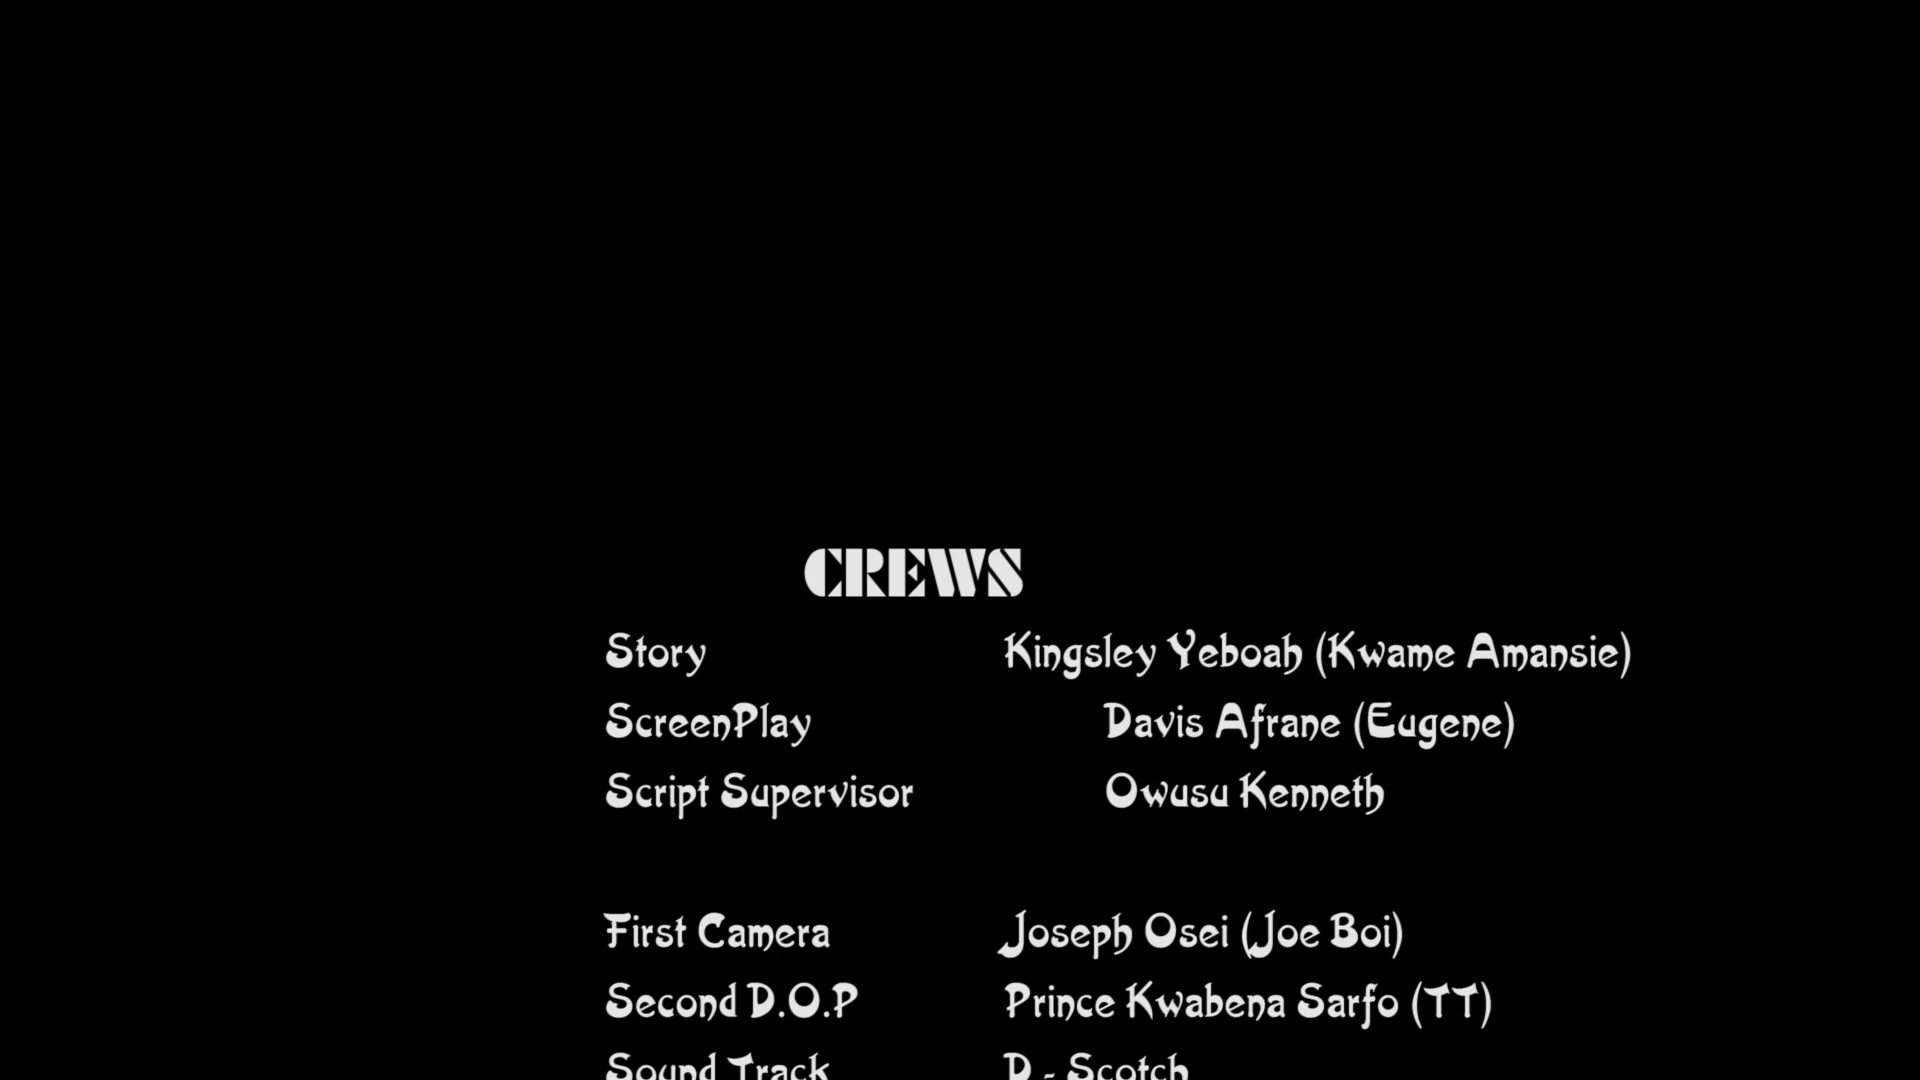 CREWS
Story Kingsley Yeboah (Kwame Amansie)
ScreenPlay Davis Afrane (Eugene)
Script Supervisor Owusu Kenneth
First Camera Joseph Osei (Joe Boi)
Second D.O.P Prince Kwabena Sarfo (TT)
Sound Track D - Scotch